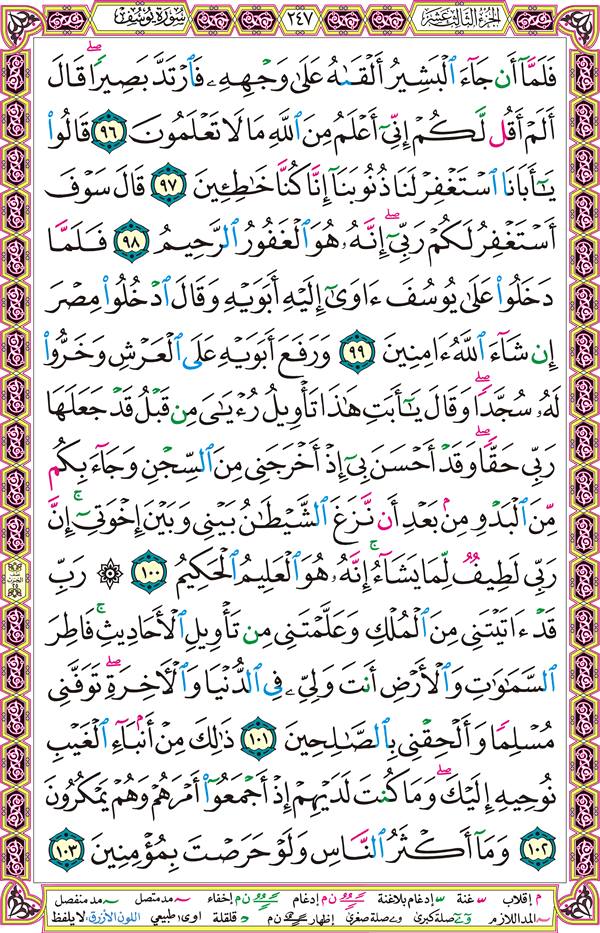 الجزء الثالث عشر ٢٤٧ سورة يوسف
فَلَمَّآ أَن جَآءَ ٱلْبَشِيرُ أَلْقَىٰهُ عَلَىٰ وَجْهِهِۦ فَٱرْتَدَّ بَصِيرًا ۖ قَالَ
أَلَمْ أَقُل لَّكُمْ إِنِّىٓ أَعْلَمُ مِنَ ٱللَّهِ مَا لَا تَعْلَمُونَ ٩٦ قَالُوا۟
يَـٰٓأَبَانَا ٱسْتَغْفِرْ لَنَا ذُنُوبَنَآ إِنَّا كُنَّا خَـٰطِـِٔينَ ٩٧ قَالَ سَوْفَ
أَسْتَغْفِرُ لَكُمْ رَبِّىٓ ۖ إِنَّهُۥ هُوَ ٱلْغَفُورُ ٱلرَّحِيمُ ٩٨ فَلَمَّا
دَخَلُوا۟ عَلَىٰ يُوسُفَ ءَاوَىٰٓ إِلَيْهِ أَبَوَيْهِ وَقَالَ ٱدْخُلُوا۟ مِصْرَ
إِن شَآءَ ٱللَّهُ ءَامِنِينَ ٩٩ وَرَفَعَ أَبَوَيْهِ عَلَى ٱلْعَرْشِ وَخَرُّوا۟
لَهُۥ سُجَّدًا ۖ وَقَالَ يَـٰٓأَبَتِ هَـٰذَا تَأْوِيلُ رُءْيَـٰىَ مِن قَبْلُ قَدْ جَعَلَهَا
رَبِّى حَقًّا ۖ وَقَدْ أَحْسَنَ بِىٓ إِذْ أَخْرَجَنِى مِنَ ٱلسِّجْنِ وَجَآءَ بِكُم
مِّنَ ٱلْبَدْوِ مِنۢ بَعْدِ أَن نَّزَغَ ٱلشَّيْطَـٰنُ بَيْنِى وَبَيْنَ إِخْوَتِىٓ ۚ إِنَّ
رَبِّى لَطِيفٌ لِّمَا يَشَآءُ ۚ إِنَّهُۥ هُوَ ٱلْعَلِيمُ ٱلْحَكِيمُ ١٠٠ ۞ رَبِّ
قَدْ ءَاتَيْتَنِى مِنَ ٱلْمُلْكِ وَعَلَّمْتَنِى مِن تَأْوِيلِ ٱلْأَحَادِيثِ ۚ فَاطِرَ
ٱلسَّمَـٰوَٰتِ وَٱلْأَرْضِ أَنتَ وَلِىِّۦ فِى ٱلدُّنْيَا وَٱلْـَٔاخِرَةِ ۖ تَوَفَّنِى
مُسْلِمًا وَأَلْحِقْنِى بِٱلصَّـٰلِحِينَ ١٠١ ذَٰلِكَ مِنْ أَنۢبَآءِ ٱلْغَيْبِ
نُوحِيهِ إِلَيْكَ ۖ وَمَا كُنتَ لَدَيْهِمْ إِذْ أَجْمَعُوٓا۟ أَمْرَهُمْ وَهُمْ يَمْكُرُونَ
١٠٢ وَمَآ أَكْثَرُ ٱلنَّاسِ وَلَوْ حَرَصْتَ بِمُؤْمِنِينَ ١٠٣
م إقلاب غنة إدغام بلاغنة ن م إدغام ن م إخفاء مد متصل مد منفصل
المد اللازم صلة كبرى صلة صغرى إظهار ن م قلقلة اوى طبيعي اللون الأزرق: لا يلفظ